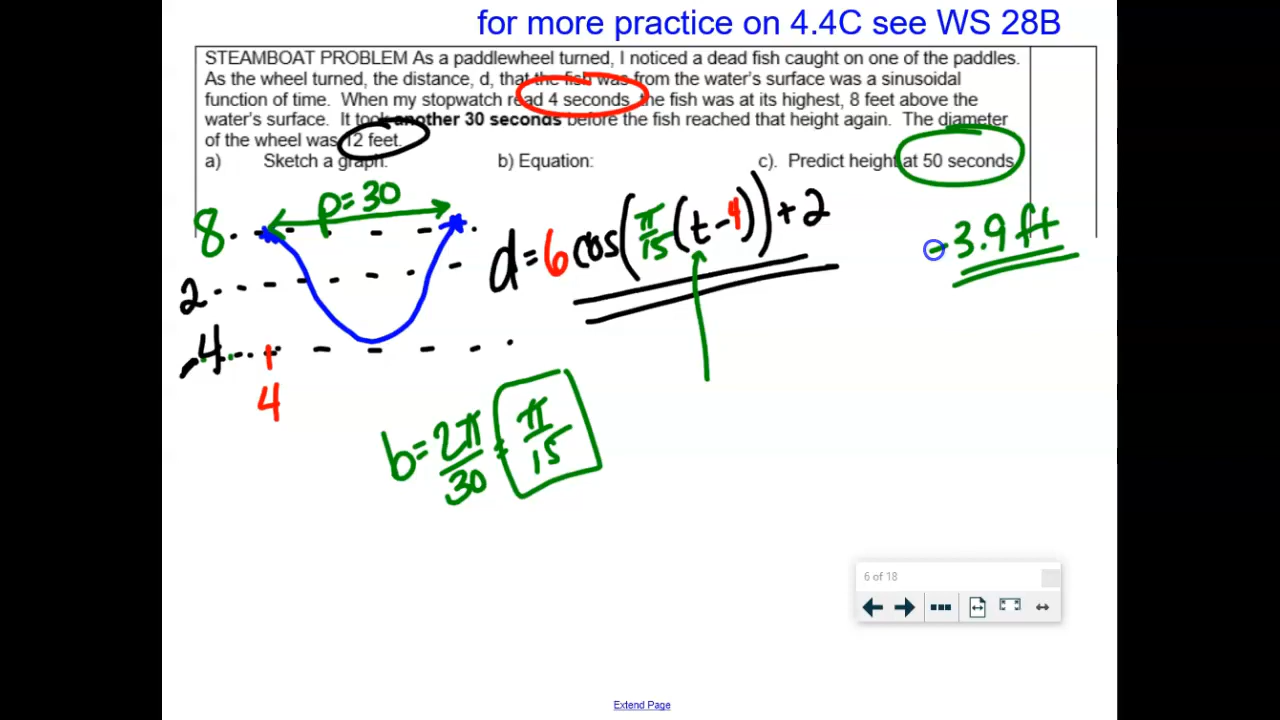 for more practice on 4.4C see WS 28B
STEAMBOAT PROBLEM As a paddlewheel turned, I noticed a dead fish caught on one of the paddles.
As the wheel turned, the distance, d, that the fish was from the water's surface was a sinusoidal
function of time. When my stopwatch read 4 seconds, the fish was at its highest, 8 feet above the
water's surface. It took another 30 seconds before the fish reached that height again. The diameter
of the wheel was 12 feet.
a) Sketch a graph. b) Equation: c). Predict height at 50 seconds
p=30
8
2
-4
4
d=6cos(π/15(t-4))+2
-3.9 ft
b=2π/30=π/15
6 of 18
Extend Page